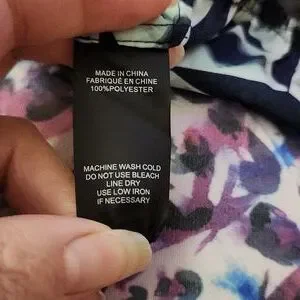 MADE IN CHINA
FABRIQUÉ EN CHINE
100%POLYESTER
MACHINE WASH COLD
DO NOT USE BLEACH
LINE DRY
USE LOW IRON
IF NECESSARY